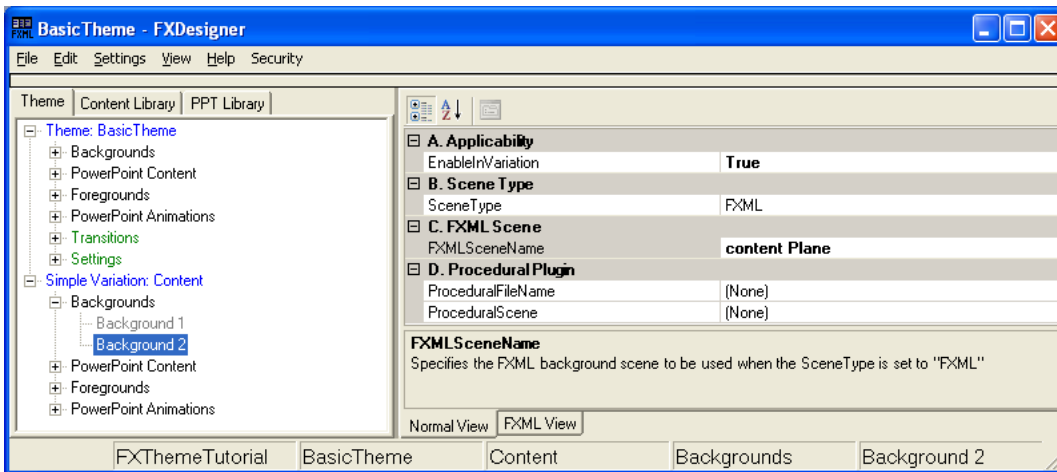 BasicTheme - FXDesigner
File Edit Settings View Help Security
Theme Content Library PPT Library
Theme: BasicTheme
Backgrounds
PowerPoint Content
Foregrounds
PowerPoint Animations
Transitions
Settings
Simple Variation: Content
Backgrounds
Background 1
Background 2
PowerPoint Content
Foregrounds
PowerPoint Animations
A. Applicability
EnableInVariation True
B. Scene Type
SceneType FXML
C. FXML Scene
FXMLSceneName content Plane
D. Procedural Plugin
ProceduralFileName (None)
ProceduralScene (None)
FXMLSceneName
Specifies the FXML background scene to be used when the SceneType is set to "FXML"
Normal View FXML View
FXThemeTutorial BasicTheme Content Backgrounds Background 2